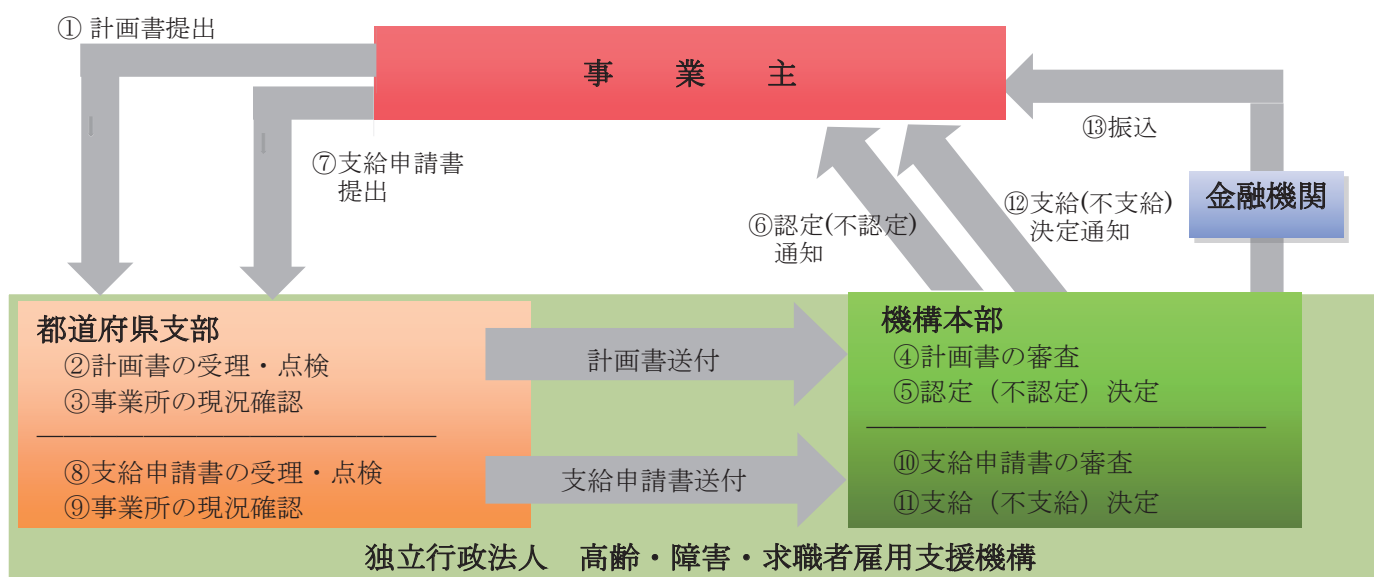 ① 計画書提出
事　業　主
⑦支給申請書
提出
⑬振込
金融機関
⑥認定(不認定)
通知
⑫支給(不支給)
決定通知
都道府県支部
②計画書の受理・点検
③事業所の現況確認
⑧支給申請書の受理・点検
⑨事業所の現況確認
計画書送付
支給申請書送付
機構本部
④計画書の審査
⑤認定（不認定）決定
⑩支給申請書の審査
⑪支給（不支給）決定
独立行政法人　高齢・障害・求職者雇用支援機構